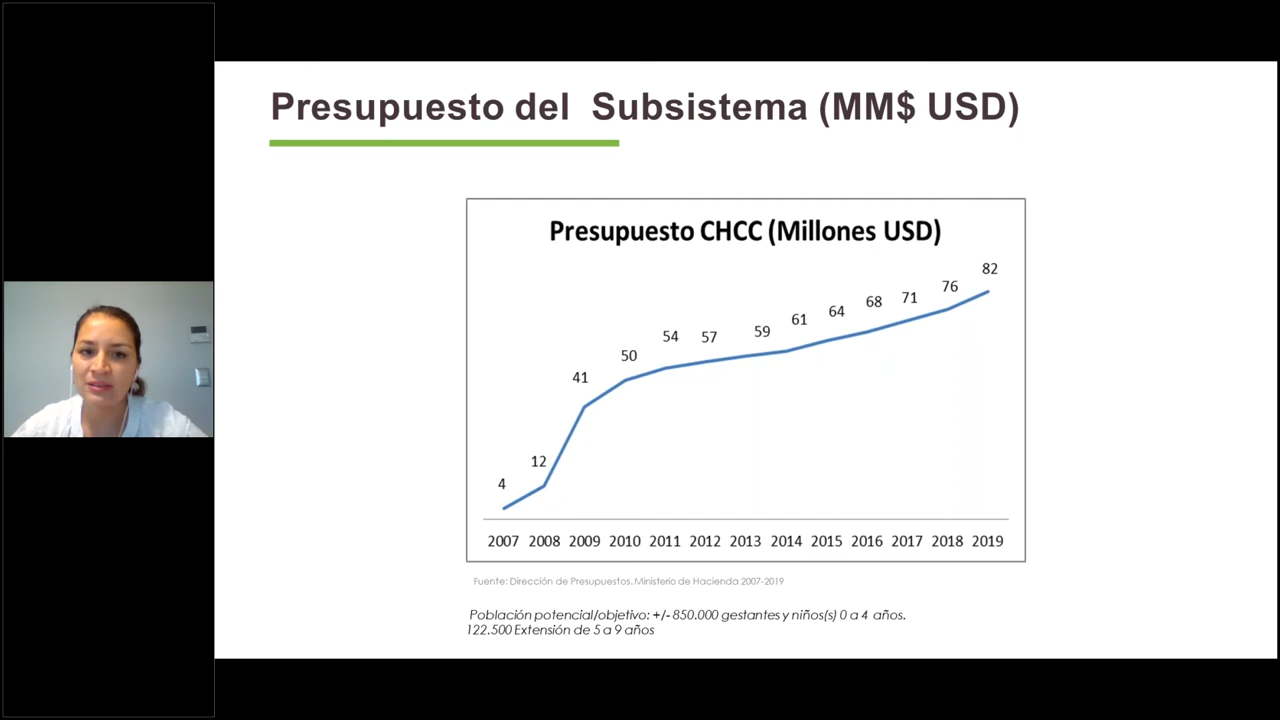 Presupuesto del Subsistema (MM$ USD)
Presupuesto CHCC (Millones USD)
82
76
71
68
64
61
59
57
54
50
41
12
4
2007 2008 2009 2010 2011 2012 2013 2014 2015 2016 2017 2018 2019
Fuente: Dirección de Presupuestos. Ministerio de Hacienda 2007-2019
Población potencial/objetivo: +/- 850.000 gestantes y niños(s) 0 a 4 años.
122.500 Extensión de 5 a 9 años